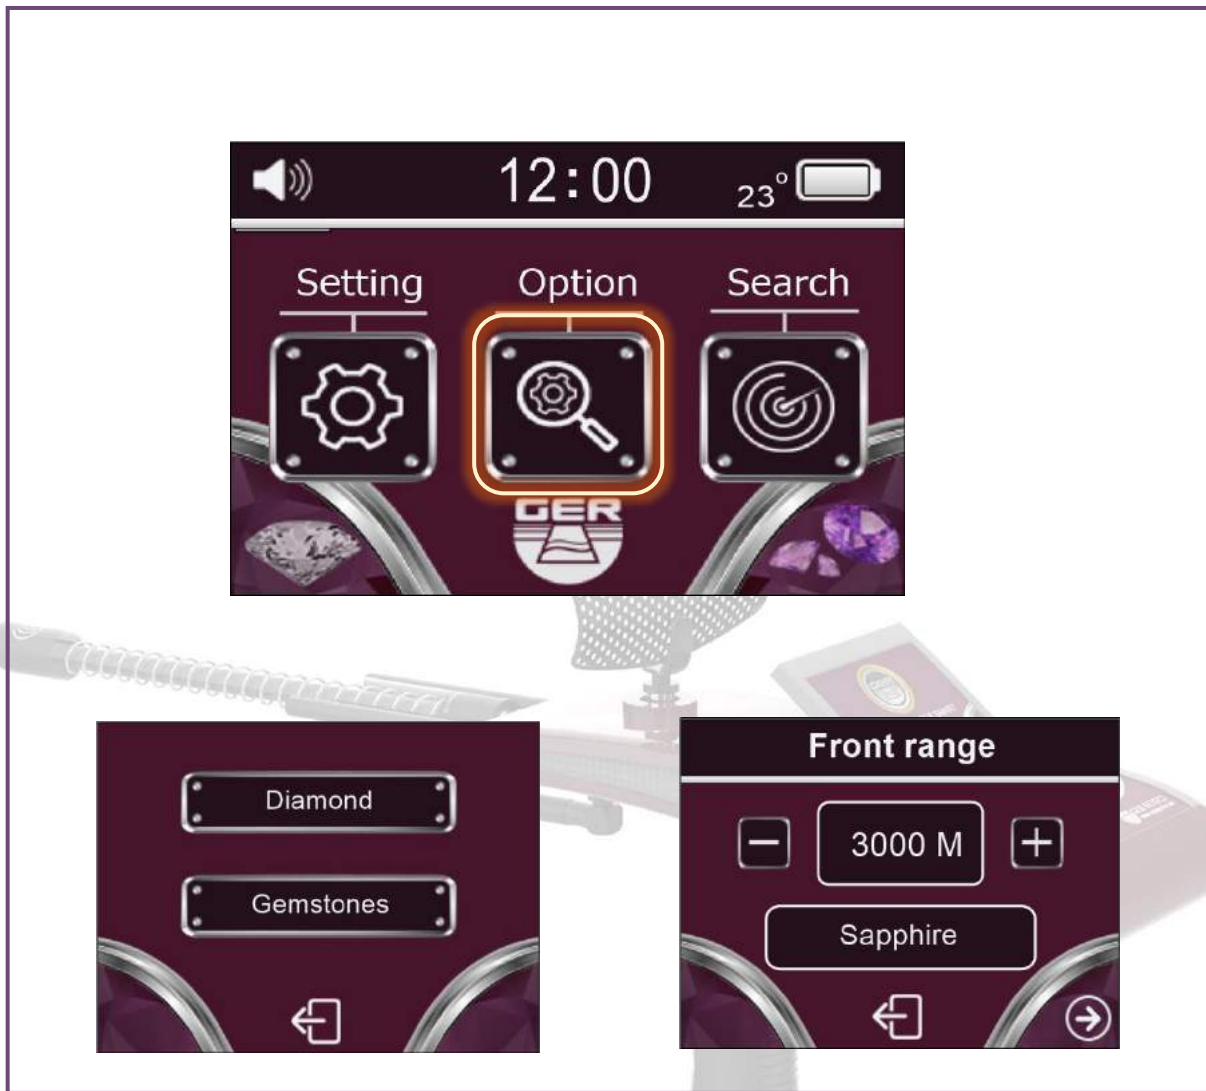 12:00
23°
Setting
Option
Search
GER
Diamond
Gemstones
Front range
3000 M
Sapphire